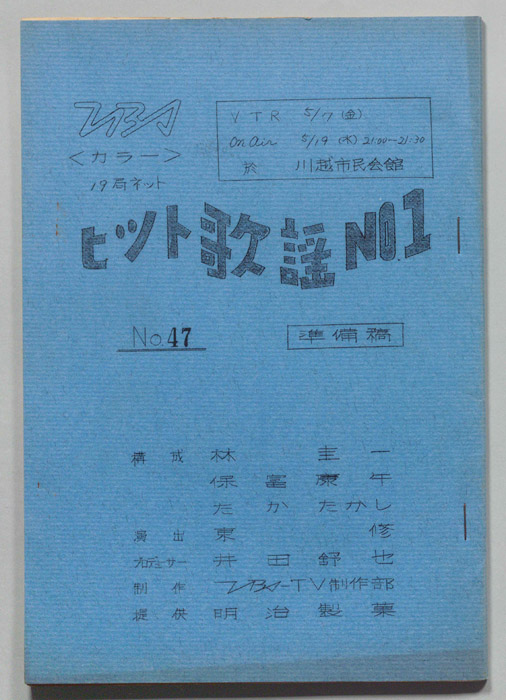 TBS
VTR 5/7(金)
On Air 5/19(木) 21:00~21:30
於 川越市民会館
<カラー>
19局ネット
ヒット歌謡NO.1
No.47
準備稿
構成 林 圭一
保富康午
たかたかし
演出 東 修
プロデューサー 井田 舒也
制作 TBS-TV制作部
提供 明治製菓